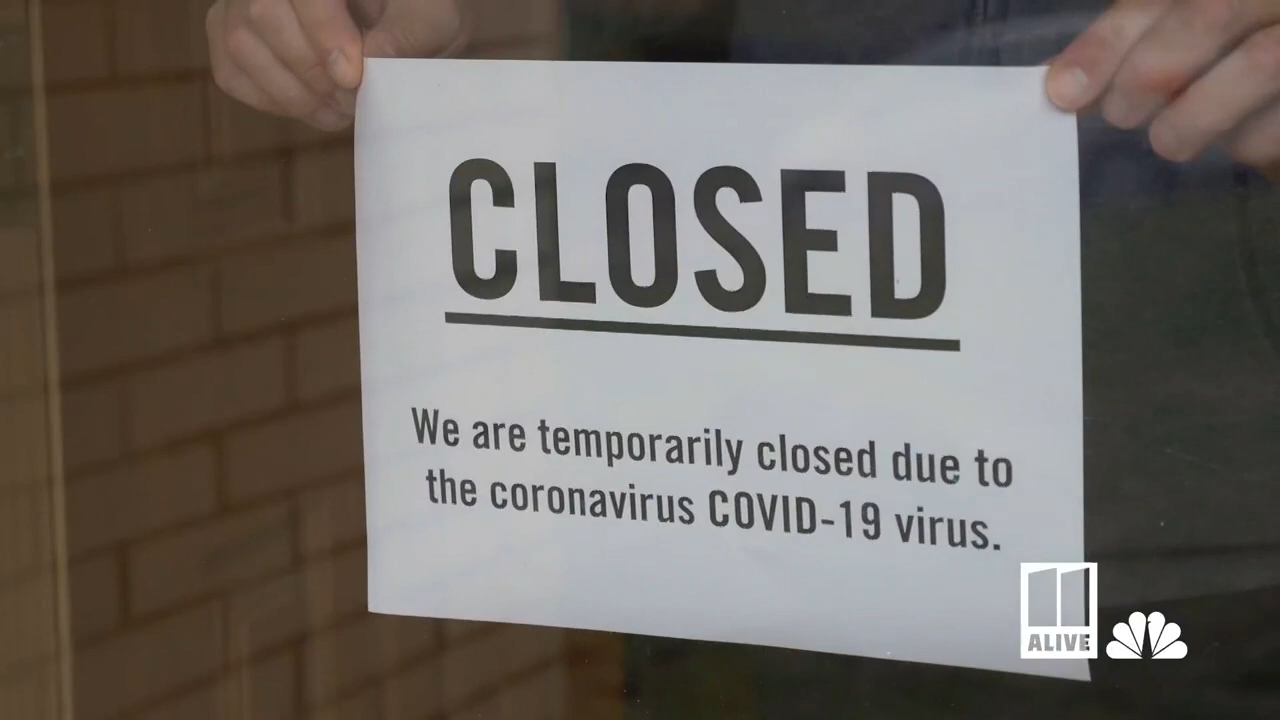 CLOSED
We are temporarily closed due to
the coronavirus COVID-19 virus.
11
ALIVE